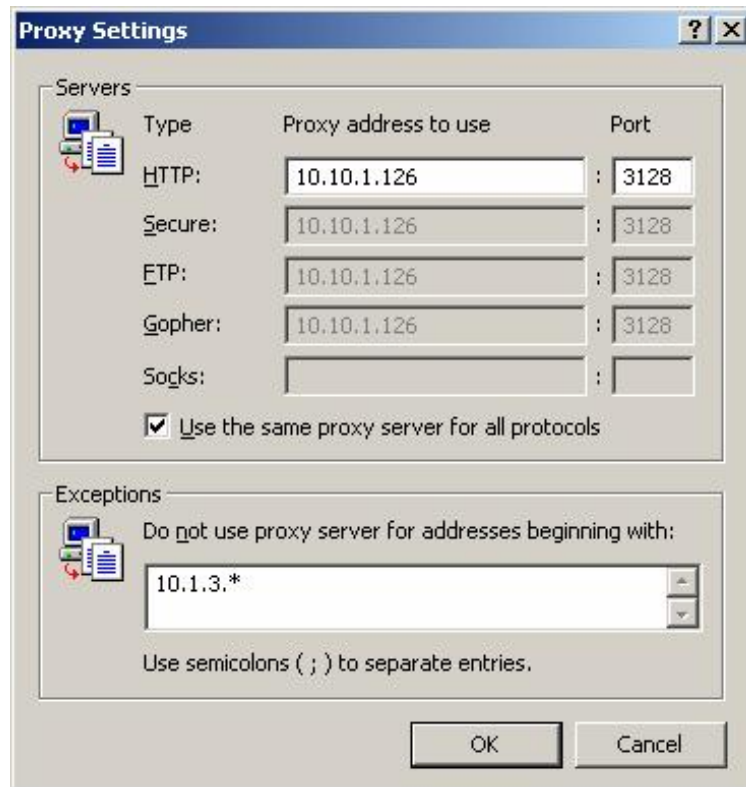 Proxy Settings
Servers
Type Proxy address to use Port
HTTP: 10.10.1.126 : 3128
Secure: 10.10.1.126 : 3128
FTP: 10.10.1.126 : 3128
Gopher: 10.10.1.126 : 3128
Socks: :
Use the same proxy server for all protocols
Exceptions
Do not use proxy server for addresses beginning with:
10.1.3.*
Use semicolons ( ; ) to separate entries.
OK Cancel